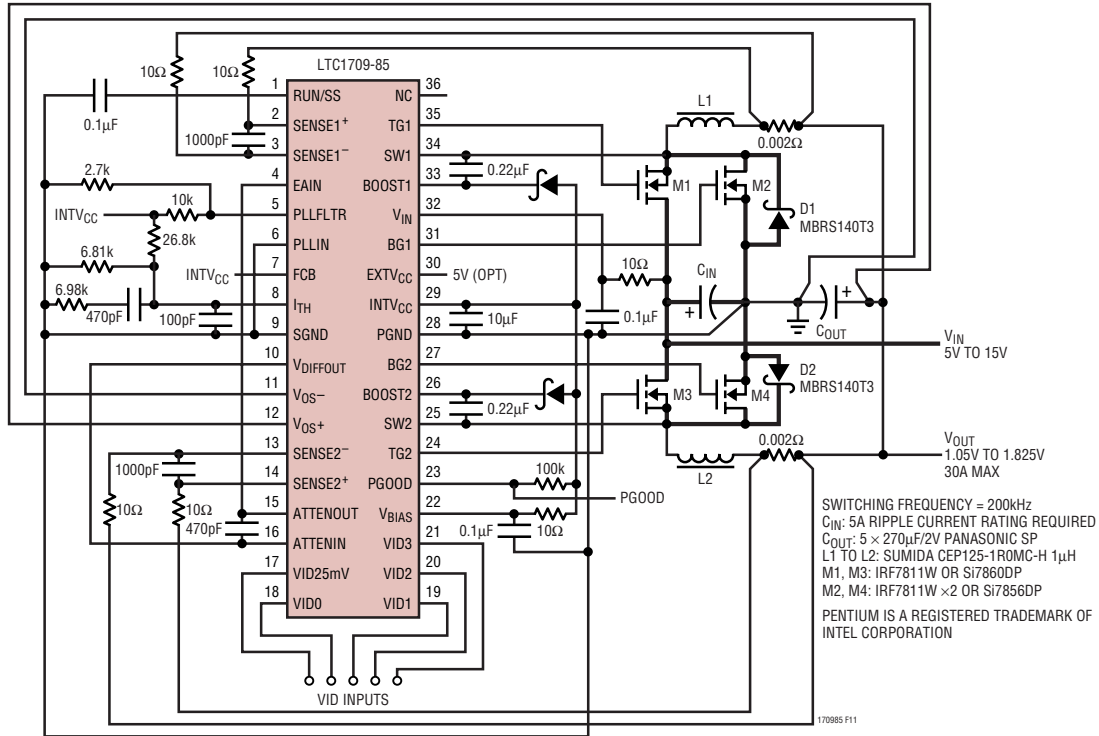 LTC1709-85
10Ω
10Ω
0.1µF
1000pF
2.7k
10k
INTVCC
26.8k
6.81k
INTVCC
6.98k
470pF
100pF
1000pF
10Ω
10Ω
470pF
1 RUN/SS
2 SENSE1+
3 SENSE1–
4 EAIN
5 PLLFLTR
6 PLLIN
7 FCB
8 ITH
9 SGND
10 VDIFFOUT
11 VOS–
12 VOS+
13 SENSE2–
14 SENSE2+
15 ATTENOUT
16 ATTENIN
17 VID25mV
18 VID0
NC 36
TG1 35
SW1 34
BOOST1 33
VIN 32
BG1 31
EXTVCC 30
INTVCC 29
PGND 28
BG2 27
BOOST2 26
SW2 25
TG2 24
PGOOD 23
VBIAS 22
VID3 21
VID2 20
VID1 19
0.22µF
5V (OPT)
10µF
0.22µF
100k
PGOOD
10Ω
0.1µF
10Ω
0.1µF
L1
0.002Ω
M1
M2
D1
MBRS140T3
CIN
+
COUT
+
VIN
5V TO 15V
M3
M4
D2
MBRS140T3
L2
0.002Ω
VOUT
1.05V TO 1.825V
30A MAX
VID INPUTS
SWITCHING FREQUENCY = 200kHz
CIN: 5A RIPPLE CURRENT RATING REQUIRED
COUT: 5 × 270µF/2V PANASONIC SP
L1 TO L2: SUMIDA CEP125-1R0MC-H 1µH
M1, M3: IRF7811W OR Si7860DP
M2, M4: IRF7811W ×2 OR Si7856DP
PENTIUM IS A REGISTERED TRADEMARK OF
INTEL CORPORATION
170985 F11